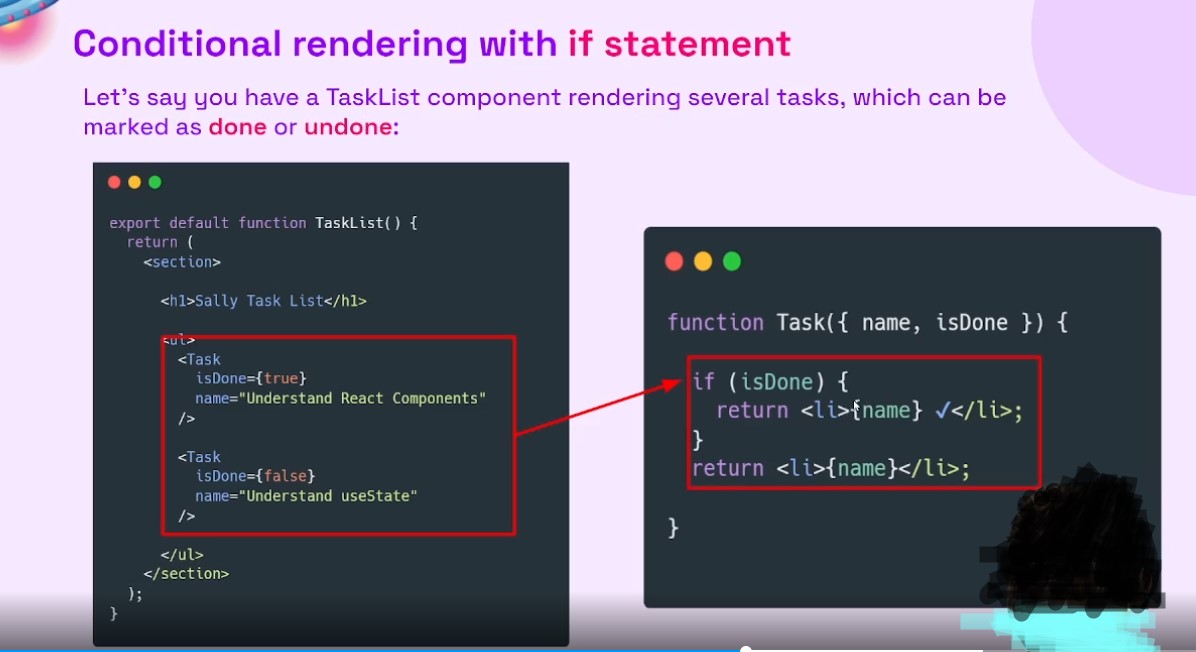 Conditional rendering with if statement
Let's say you have a TaskList component rendering several tasks, which can be
marked as done or undone:
export default function TaskList() {
return (
<section>
<h1>Sally Task List</h1>
<ul>
<Task
isDone={true}
name="Understand React Components"
/>
<Task
isDone={false}
name="Understand useState"
/>
</ul>
</section>
);
}
function Task({ name, isDone }) {
if (isDone) {
return <li>{name} ✓</li>;
}
return <li>{name}</li>;
}